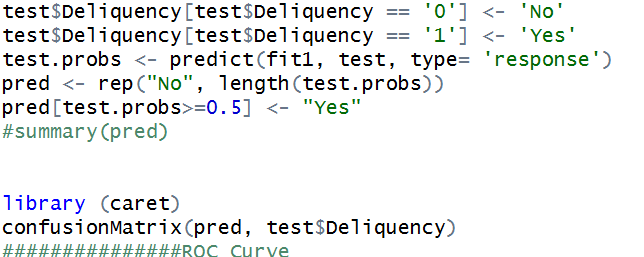 test$Deliquency[test$Deliquency == '0'] <- 'No'
test$Deliquency[test$Deliquency == '1'] <- 'Yes'
test.probs <- predict(fit1, test, type= 'response')
pred <- rep("No", length(test.probs))
pred[test.probs>=0.5] <- "Yes"
#summary(pred)
library (caret)
confusionMatrix(pred, test$Deliquency)
###############ROC Curve